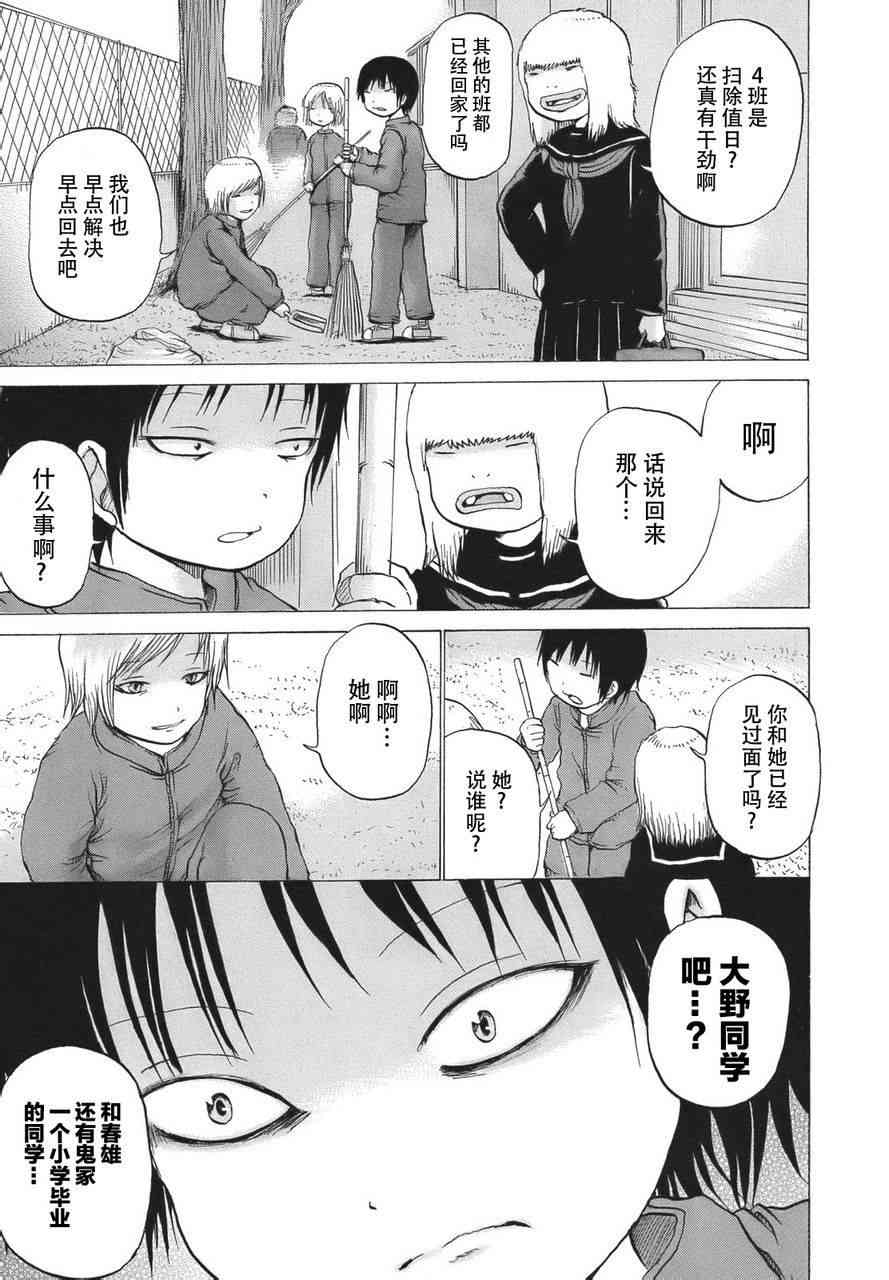 4班是
扫除值日?
还真有干劲
啊
其他的班都
已经回家了
吗
我们也
早点解决
早点回去吧
啊
话说回来
那个…
什么事啊?
你和她已经
见过面了吗?
她?
说谁呢?
啊啊…
她啊
大野同学
吧…?
和春雄
还有鬼冢
一个小学毕业
的同学…